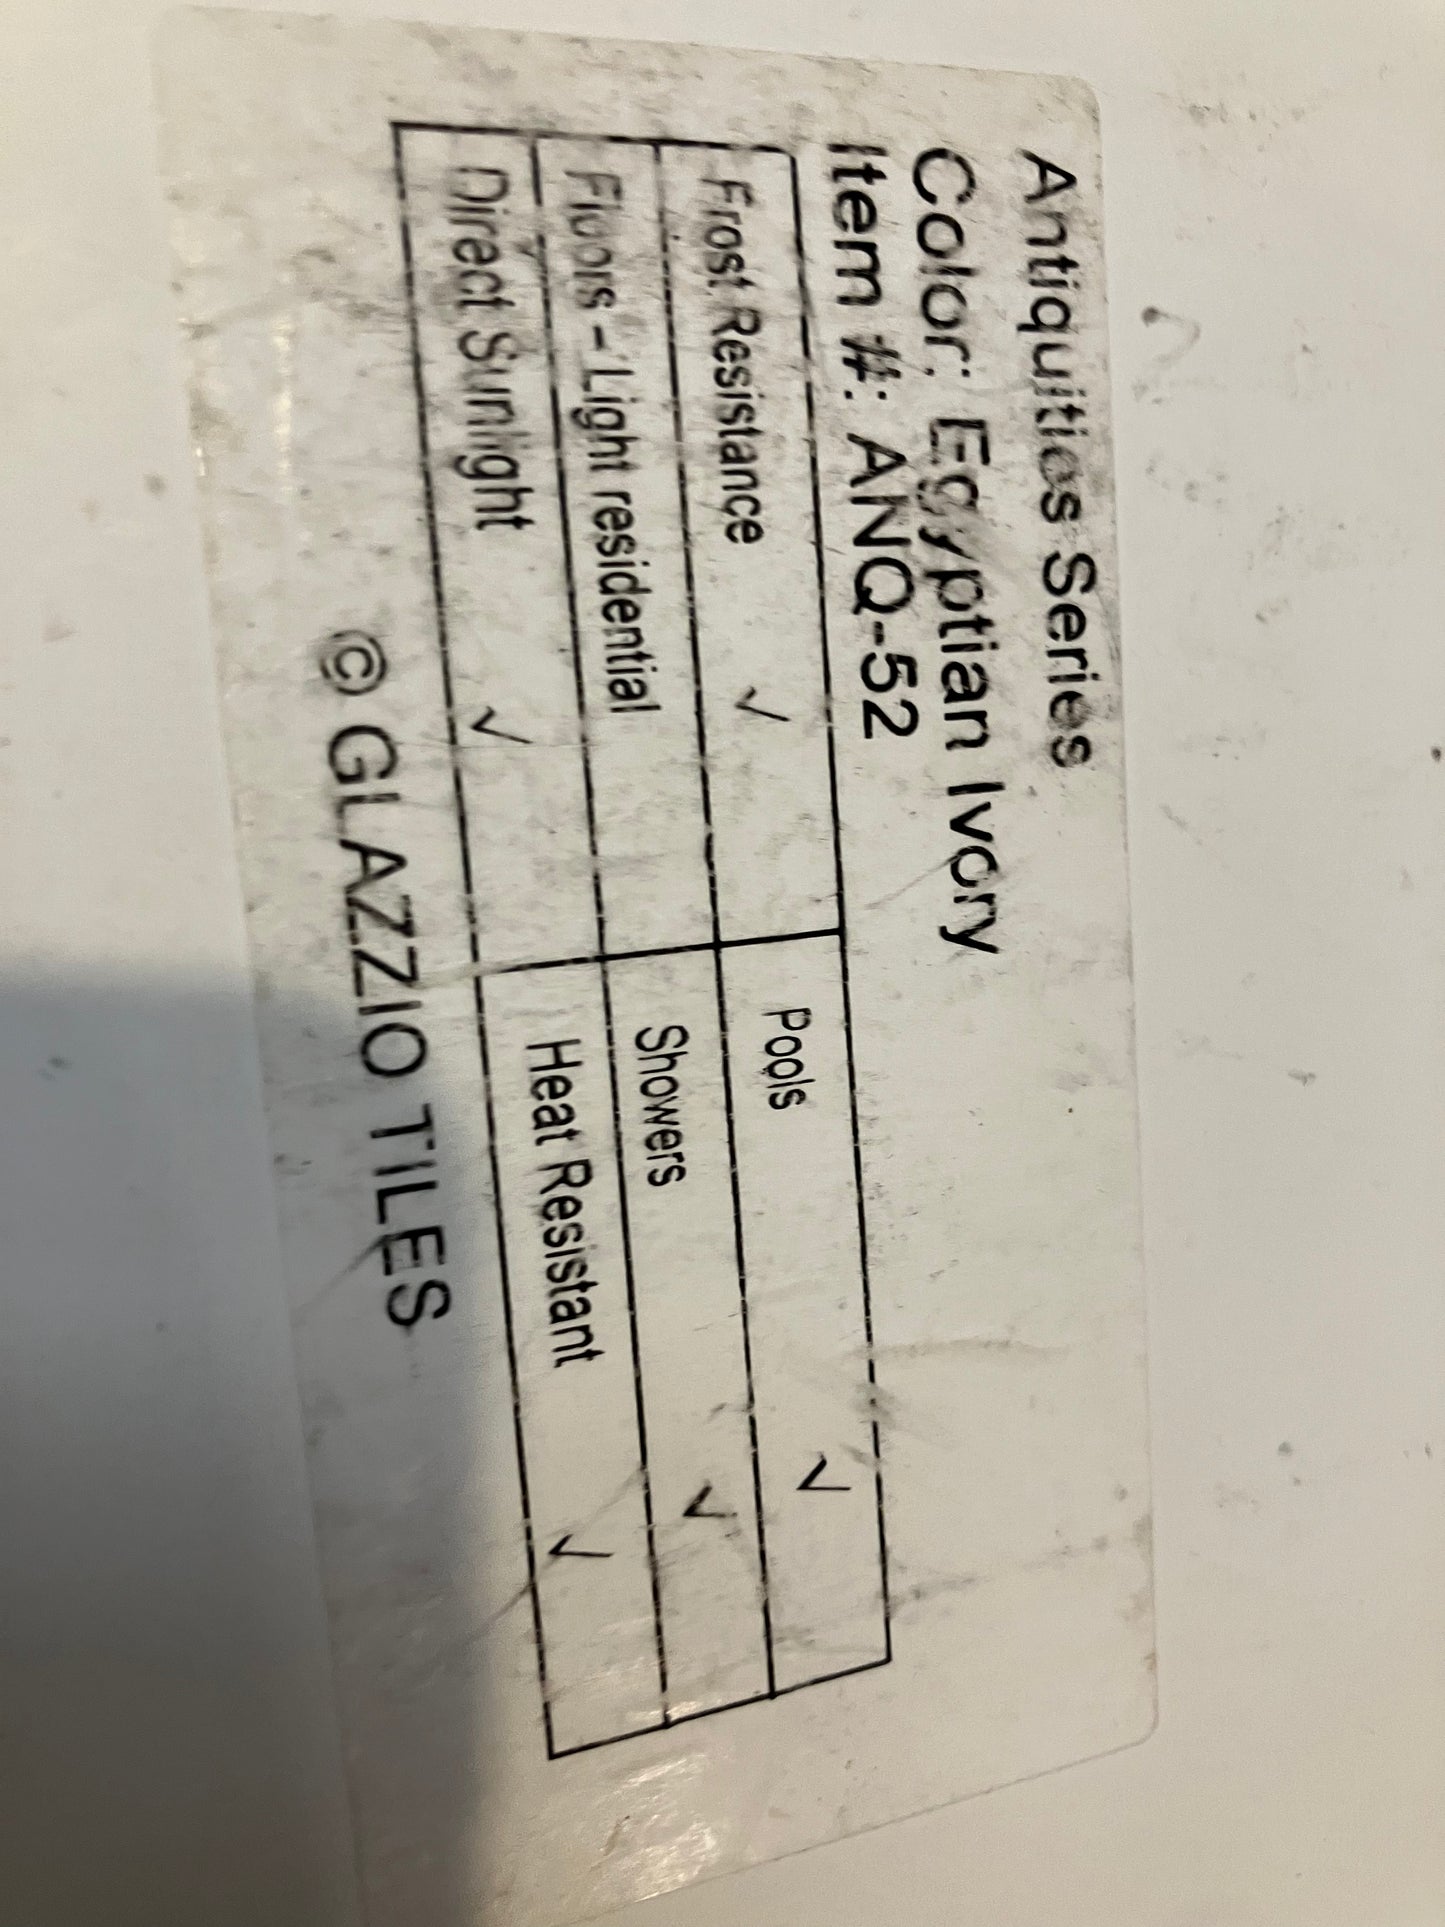 Antiquities Series
Color: Egyptian Ivory
Item #: ANQ-52
Frost Resistance ✓ Pools ✓
Floors - Light residential Showers ✓
Direct Sunlight ✓ Heat Resistant ✓
© GLAZZIO TILES